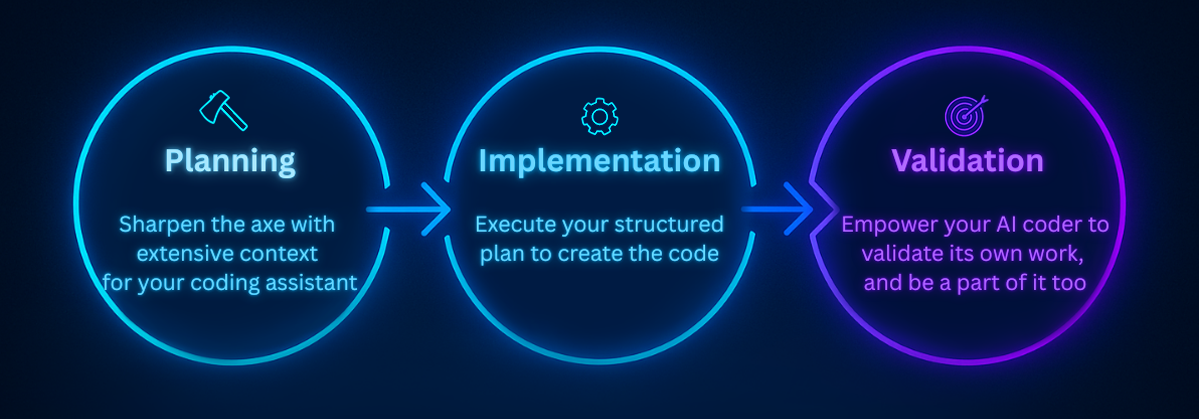 Planning
Sharpen the axe with
extensive context
for your coding assistant
Implementation
Execute your structured
plan to create the code
Validation
Empower your AI coder to
validate its own work,
and be a part of it too